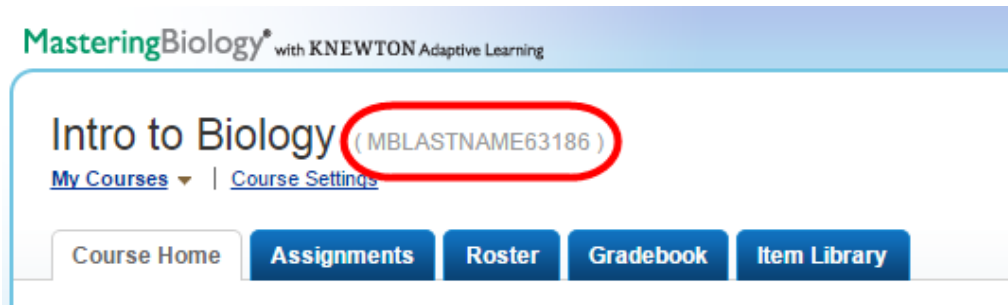 MasteringBiology® with KNEWTON Adaptive Learning
Intro to Biology ( MBLASTNAME63186 )
My Courses | Course Settings
Course Home Assignments Roster Gradebook Item Library